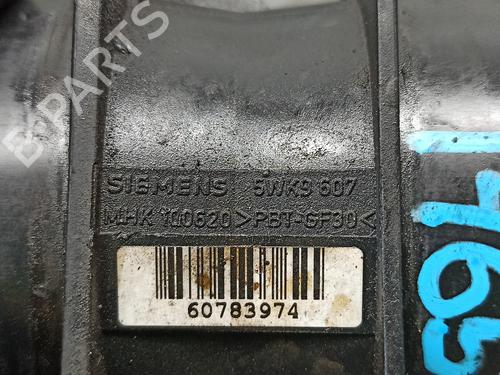 B-PARTS
SIEMENS 5WK9 607
MHK 100620 >PBT-GF30<
60783974